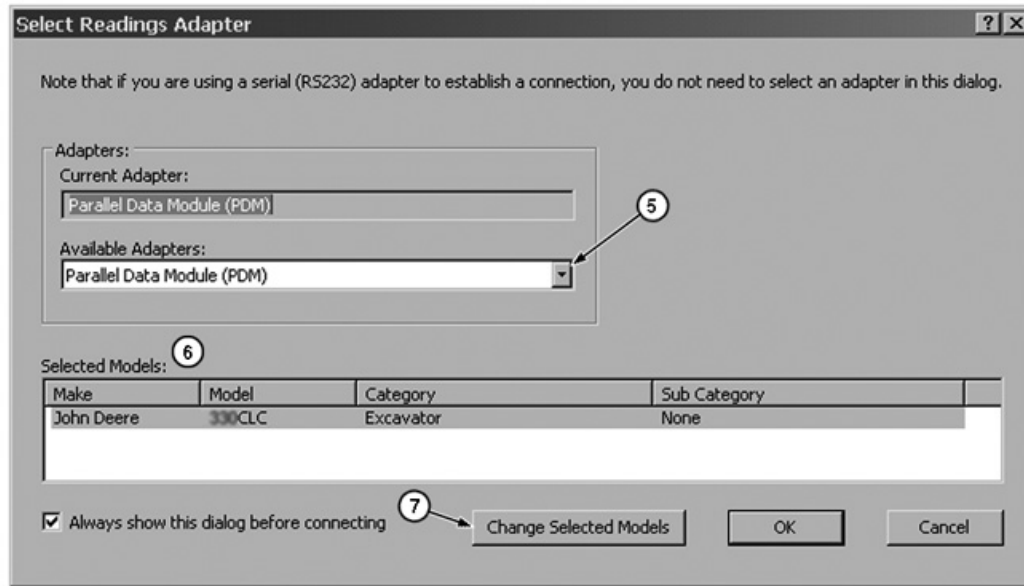 Select Readings Adapter
Note that if you are using a serial (RS232) adapter to establish a connection, you do not need to select an adapter in this dialog.
Adapters:
Current Adapter:
Parallel Data Module (PDM)
5
Available Adapters:
Parallel Data Module (PDM)
6
Selected Models:
Make Model Category Sub Category
John Deere 330CLC Excavator None
7
Always show this dialog before connecting Change Selected Models OK Cancel